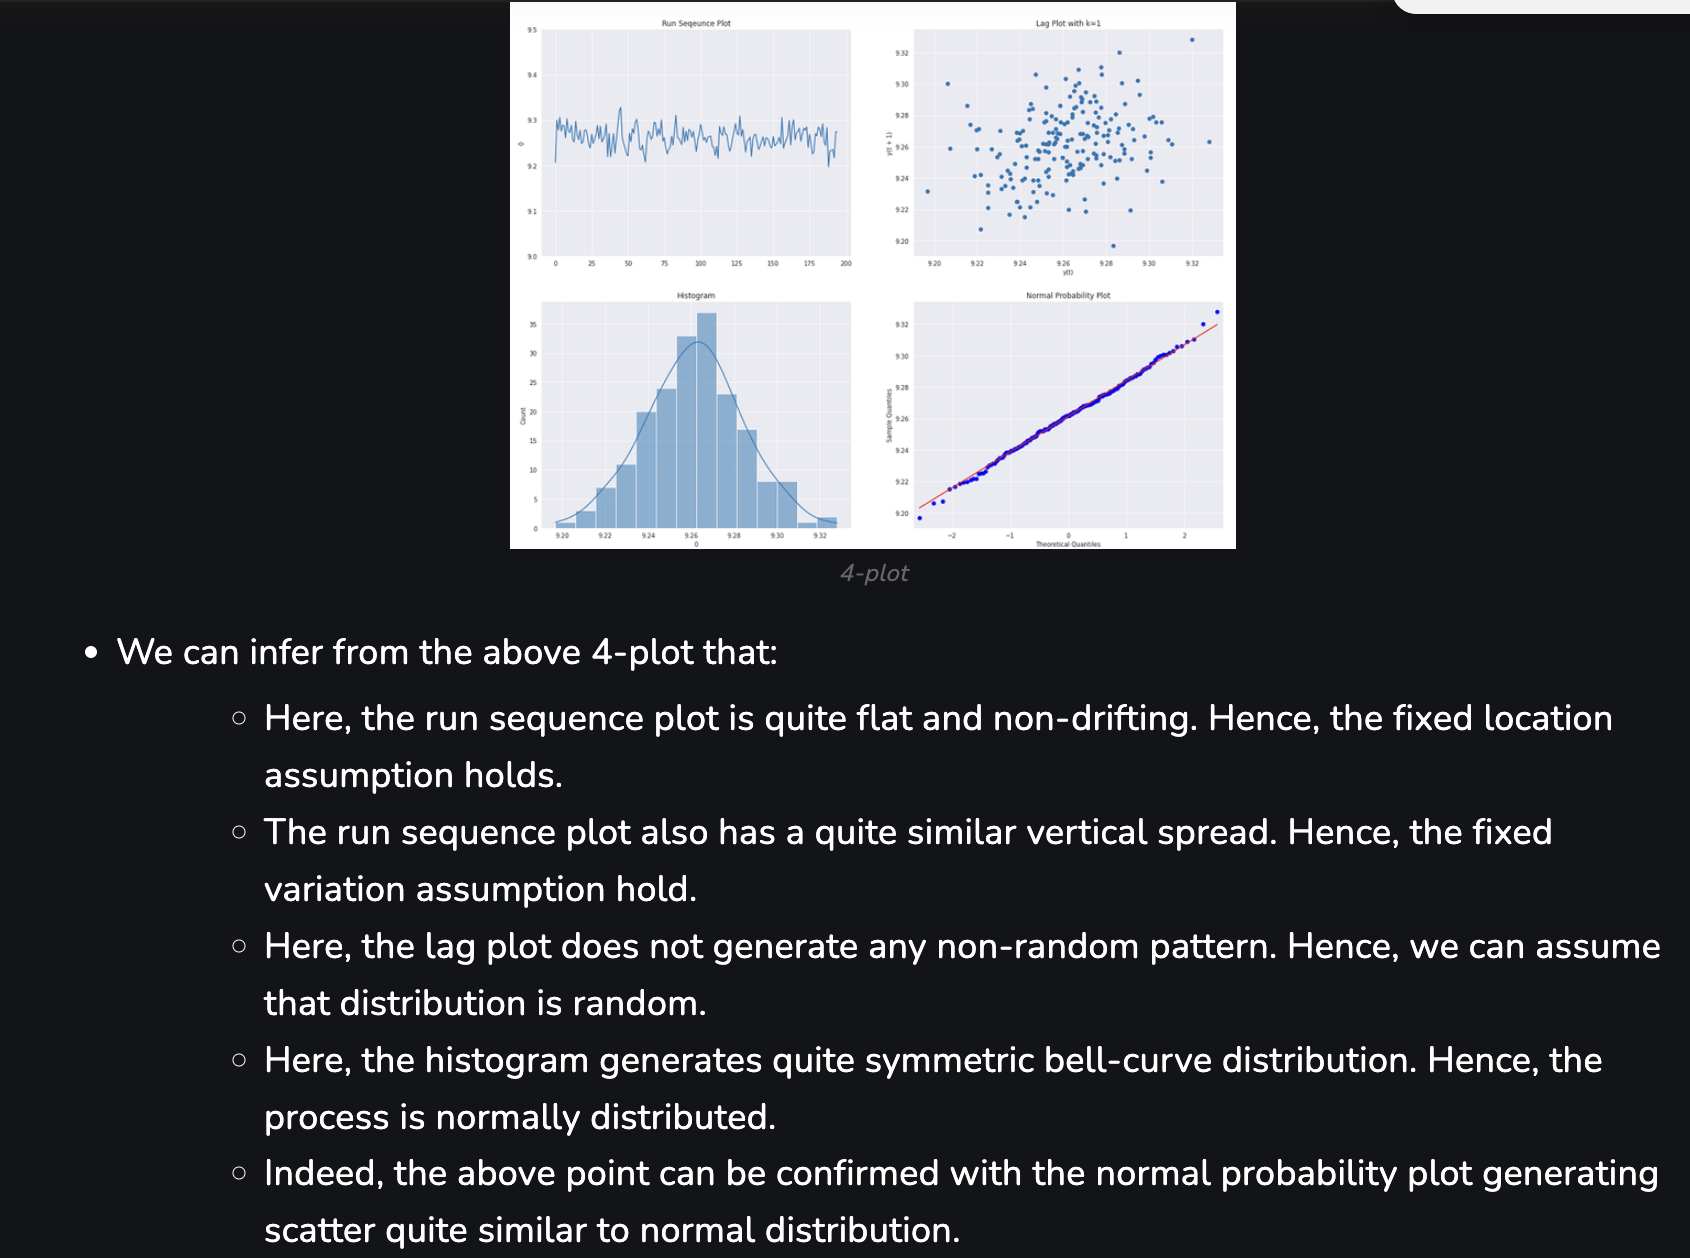 Run Seqeunce Plot
9.5
9.4
9.3
0
9.2
9.1
9.0
0 25 50 75 100 125 150 175 200
Lag Plot with k=1
9.32
9.30
9.28
y(t + 1)
9.26
9.24
9.22
9.20
9.20 9.22 9.24 9.26 9.28 9.30 9.32
y(t)
Histogram
35
30
25
Count
20
15
10
5
0
9.20 9.22 9.24 9.26 9.28 9.30 9.32
0
Normal Probability Plot
9.32
9.30
9.28
Sample Quantiles
9.26
9.24
9.22
9.20
−2 −1 0 1 2
Theoretical Quantiles
4-plot
• We can infer from the above 4-plot that:
○ Here, the run sequence plot is quite flat and non-drifting. Hence, the fixed location
assumption holds.
○ The run sequence plot also has a quite similar vertical spread. Hence, the fixed
variation assumption hold.
○ Here, the lag plot does not generate any non-random pattern. Hence, we can assume
that distribution is random.
○ Here, the histogram generates quite symmetric bell-curve distribution. Hence, the
process is normally distributed.
○ Indeed, the above point can be confirmed with the normal probability plot generating
scatter quite similar to normal distribution.